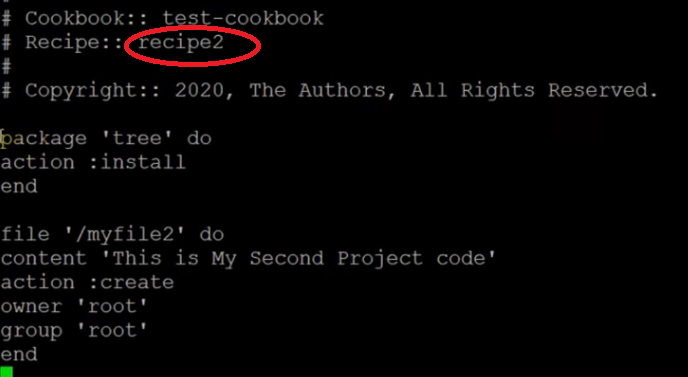 # Cookbook:: test-cookbook
# Recipe:: recipe2
#
# Copyright:: 2020, The Authors, All Rights Reserved.
package 'tree' do
action :install
end
file '/myfile2' do
content 'This is My Second Project code'
action :create
owner 'root'
group 'root'
end